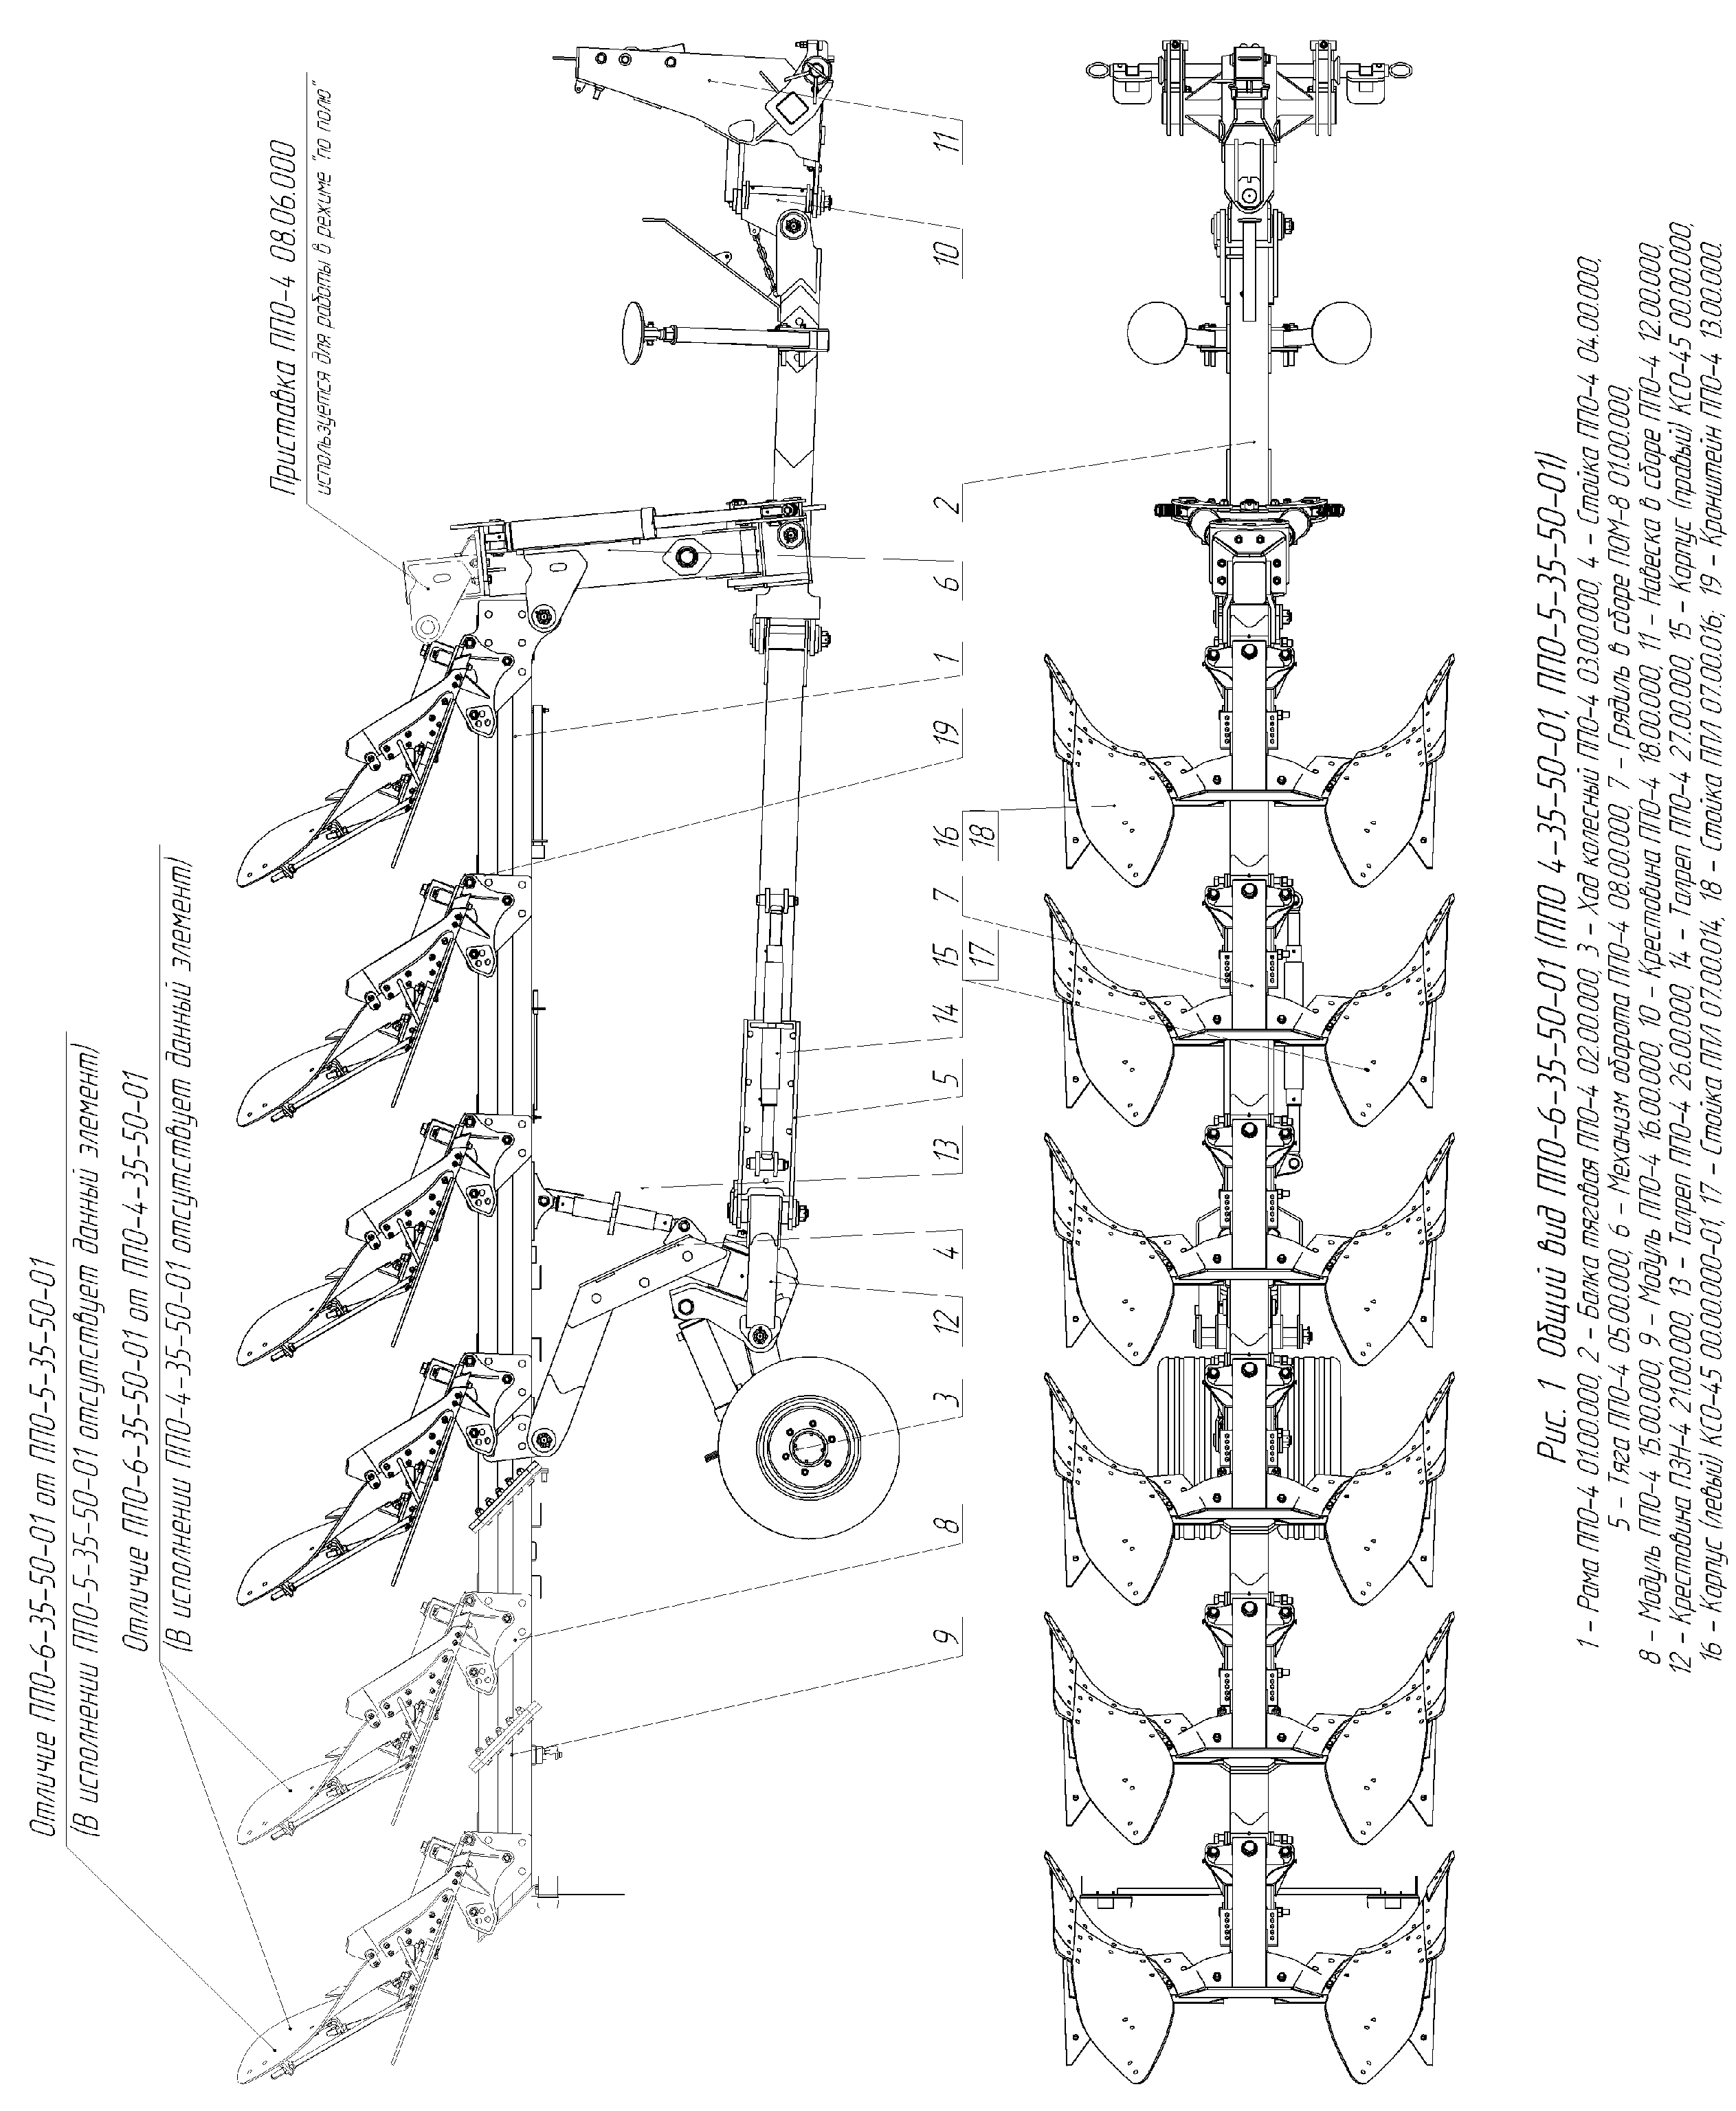 Отличие ППО-6-35-50-01 от ППО-5-35-50-01
(В исполнени ППО-5-35-50-01 отсутствует данный элемент)
Отличие ППО-6-35-50-01 от ППО-4-35-50-01
(В исполнении ППО-4-35-50-01 отсутствует данный элемент)
Приставка ППО-4 08.06.000
используется для работы в режиме "по полю"
9 8 3 12 4 13 5 14 15 7 16 19 1 6 2 10 11
17 18
Рис. 1 Общий вид ППО-6-35-50-01 (ППО 4-35-50-01, ППО-5-35-50-01)
1 - Рама ППО-4 01.00.000, 2 - Балка тяговая ППО-4 02.00.000, 3 - Ход колесный ППО-4 03.00.000, 4 - Стойка ППО-4 04.00.000,
5 - Тяга ППО-4 05.00.000, 6 - Механизм оборота ППО-4 08.00.000, 7 - Грядиль в сборе ПОМ-8 01.00.000,
8 - Модуль ППО-4 15.00.000, 9 - Модуль ППО-4 16.00.000, 10 - Крестовина ППО-4 18.00.000, 11 - Навеска в сборе ППО-4 12.00.000,
12 - Крестовина ПЗН-4 21.00.000, 13 - Талреп ППО-4 26.00.000, 14 - Талреп ППО-4 27.00.000, 15 - Корпус (правый) КСО-45 00.00.000,
16 - Корпус (левый) КСО-45 00.00.000-01, 17 - Стойка ППЛ 07.00.014, 18 - Стойка ППЛ 07.00.016, 19 - Кронштейн ППО-4 13.00.000.